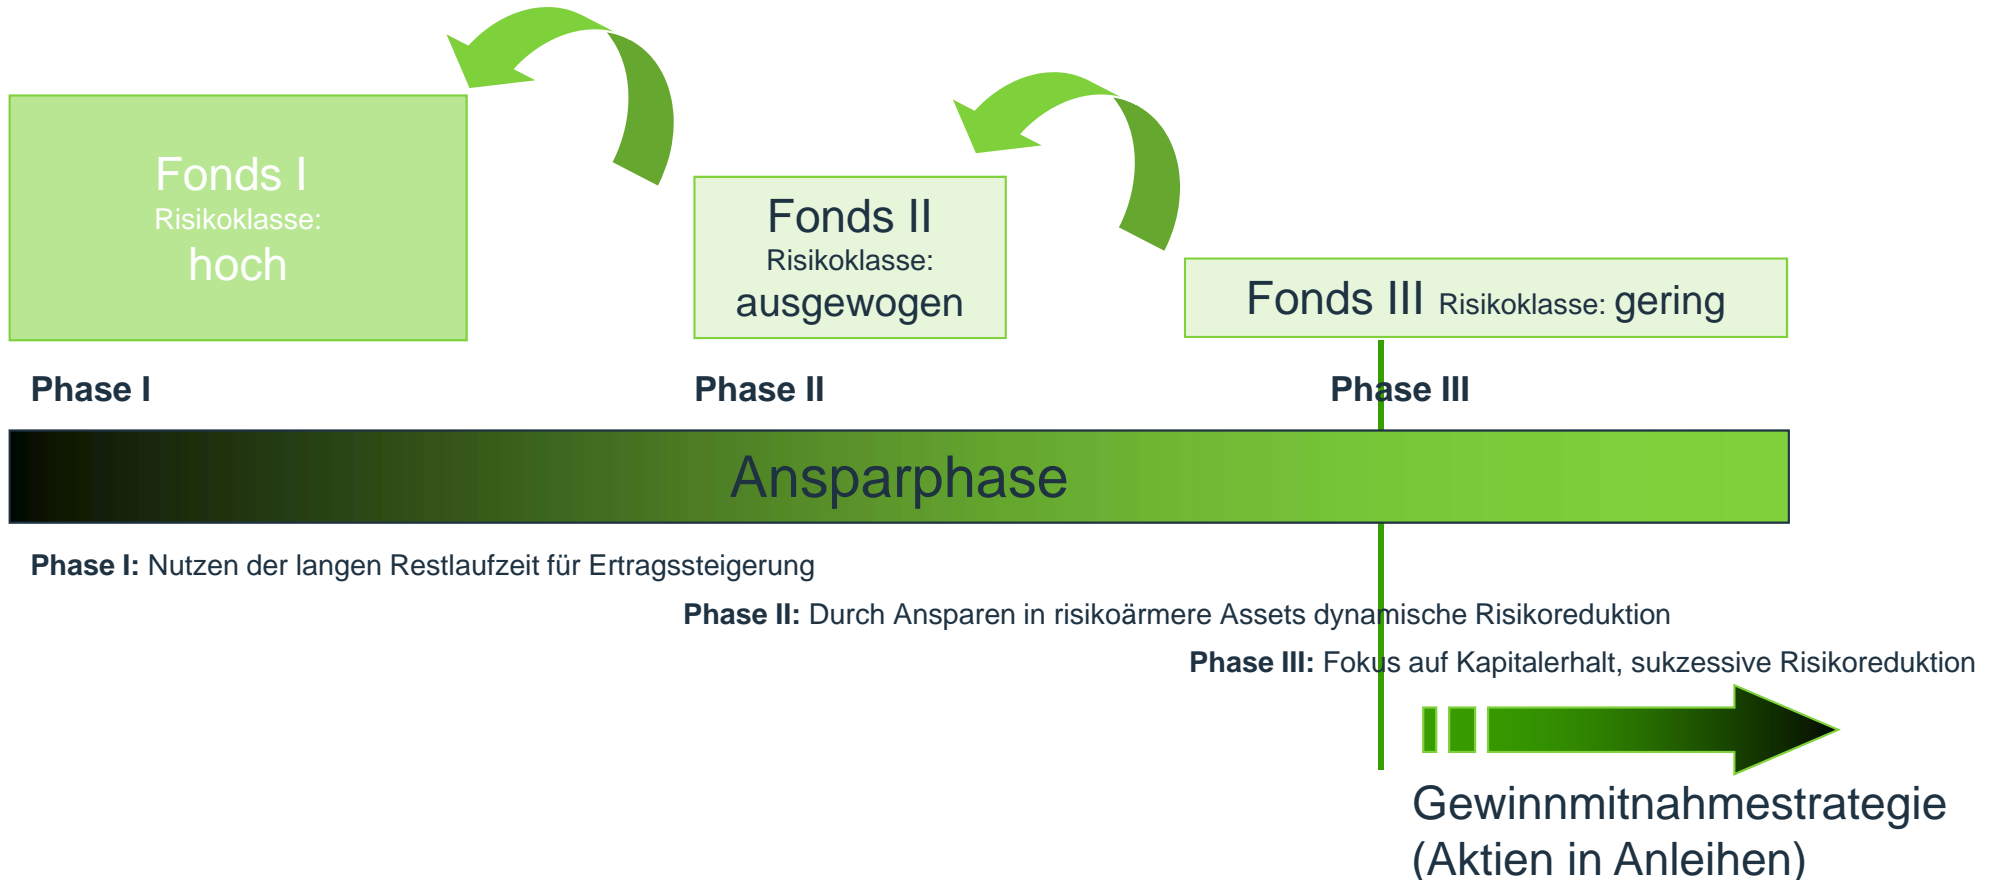 Fonds I
Risikoklasse:
hoch
Fonds II
Risikoklasse:
ausgewogen
Fonds III Risikoklasse: gering
Phase I
Phase II
Phase III
Ansparphase
Phase I: Nutzen der langen Restlaufzeit für Ertragssteigerung
Phase II: Durch Ansparen in risikoärmere Assets dynamische Risikoreduktion
Phase III: Fokus auf Kapitalerhalt, sukzessive Risikoreduktion
Gewinnmitnahmestrategie
(Aktien in Anleihen)